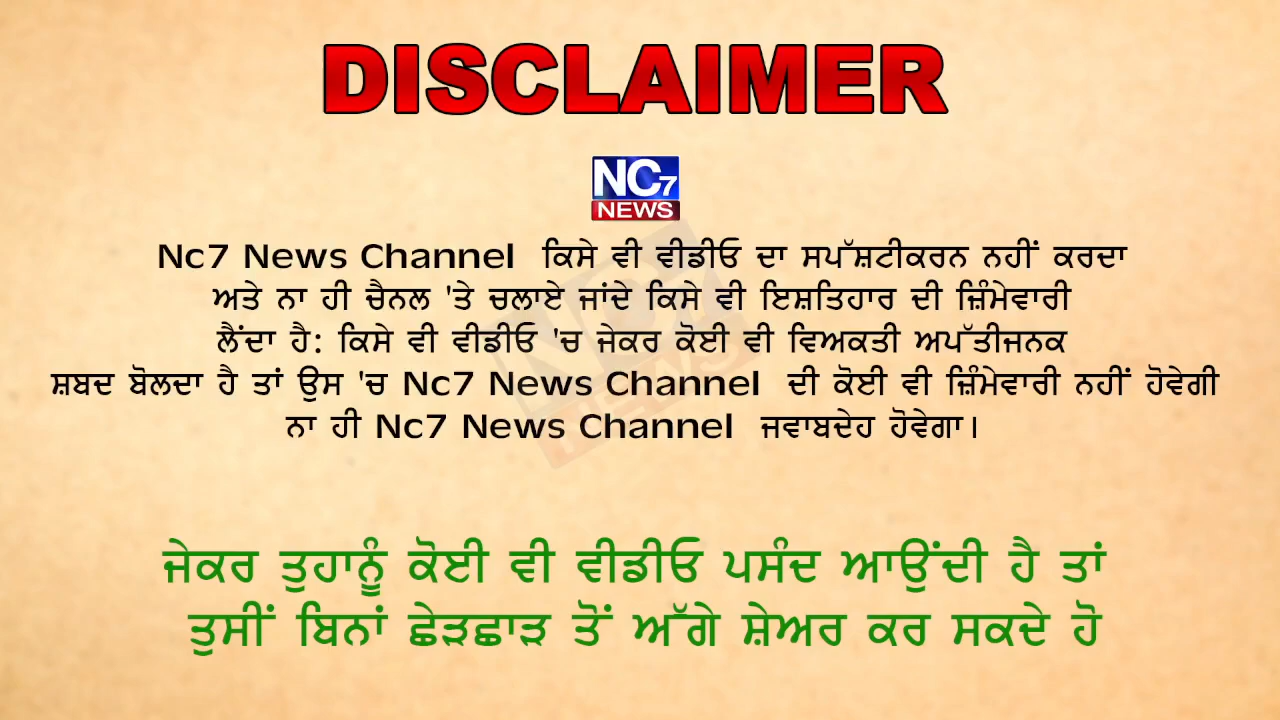 DISCLAIMER
NC7
NEWS
Nc7 News Channel ਕਿਸੇ ਵੀ ਵੀਡੀਓ ਦਾ ਸਪੱਸ਼ਟੀਕਰਨ ਨਹੀਂ ਕਰਦਾ
ਅਤੇ ਨਾ ਹੀ ਚੈਨਲ 'ਤੇ ਚਲਾਏ ਜਾਂਦੇ ਕਿਸੇ ਵੀ ਇਸ਼ਤਿਹਾਰ ਦੀ ਜ਼ਿੰਮੇਵਾਰੀ
ਲੈਂਦਾ ਹੈ: ਕਿਸੇ ਵੀ ਵੀਡੀਓ 'ਚ ਜੇਕਰ ਕੋਈ ਵੀ ਵਿਅਕਤੀ ਅਪੱਤੀਜਨਕ
ਸ਼ਬਦ ਬੋਲਦਾ ਹੈ ਤਾਂ ਉਸ 'ਚ Nc7 News Channel ਦੀ ਕੋਈ ਵੀ ਜ਼ਿੰਮੇਵਾਰੀ ਨਹੀਂ ਹੋਵੇਗੀ
ਨਾ ਹੀ Nc7 News Channel ਜਵਾਬਦੇਹ ਹੋਵੇਗਾ।
ਜੇਕਰ ਤੁਹਾਨੂੰ ਕੋਈ ਵੀ ਵੀਡੀਓ ਪਸੰਦ ਆਉਂਦੀ ਹੈ ਤਾਂ
ਤੁਸੀਂ ਬਿਨਾਂ ਛੇੜਛਾੜ ਤੋਂ ਅੱਗੇ ਸ਼ੇਅਰ ਕਰ ਸਕਦੇ ਹੋ